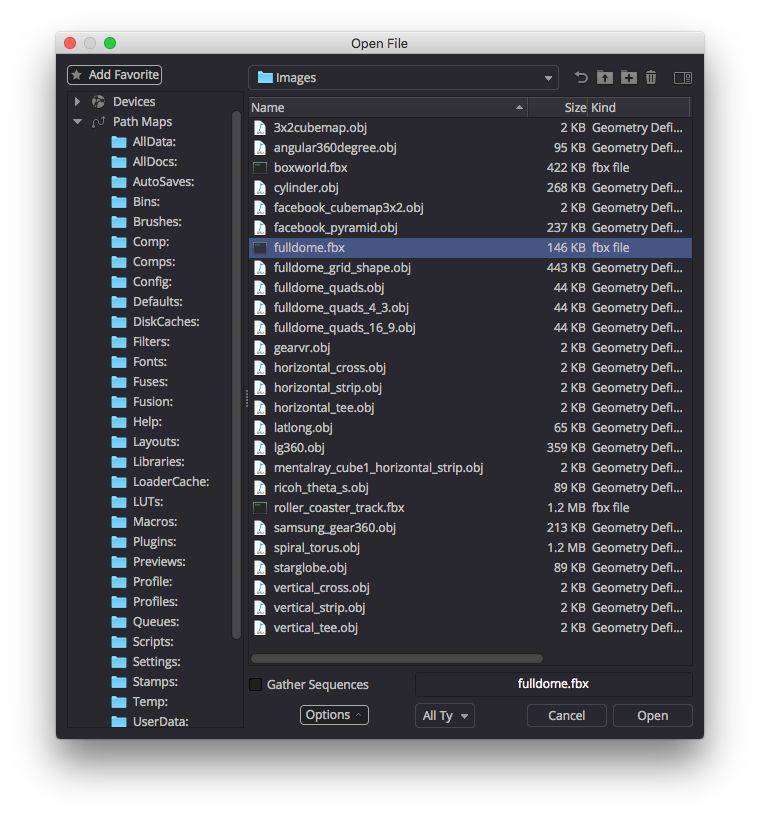 Open File
Add Favorite
Images
Devices
Path Maps
AllData:
AllDocs:
AutoSaves:
Bins:
Brushes:
Comp:
Comps:
Config:
Defaults:
DiskCaches:
Filters:
Fonts:
Fuses:
Fusion:
Help:
Layouts:
Libraries:
LoaderCache:
LUTs:
Macros:
Plugins:
Previews:
Profile:
Profiles:
Queues:
Scripts:
Settings:
Stamps:
Temp:
UserData:
Name Size Kind
3x2cubemap.obj 2 KB Geometry Defi...
angular360degree.obj 95 KB Geometry Defi...
boxworld.fbx 422 KB fbx file
cylinder.obj 268 KB Geometry Defi...
facebook_cubemap3x2.obj 2 KB Geometry Defi...
facebook_pyramid.obj 237 KB Geometry Defi...
fulldome.fbx 146 KB fbx file
fulldome_grid_shape.obj 443 KB Geometry Defi...
fulldome_quads.obj 44 KB Geometry Defi...
fulldome_quads_4_3.obj 44 KB Geometry Defi...
fulldome_quads_16_9.obj 44 KB Geometry Defi...
gearvr.obj 2 KB Geometry Defi...
horizontal_cross.obj 2 KB Geometry Defi...
horizontal_strip.obj 2 KB Geometry Defi...
horizontal_tee.obj 2 KB Geometry Defi...
latlong.obj 65 KB Geometry Defi...
lg360.obj 359 KB Geometry Defi...
mentalray_cube1_horizontal_strip.obj 2 KB Geometry Defi...
ricoh_theta_s.obj 89 KB Geometry Defi...
roller_coaster_track.fbx 1.2 MB fbx file
samsung_gear360.obj 213 KB Geometry Defi...
spiral_torus.obj 1.2 MB Geometry Defi...
starglobe.obj 89 KB Geometry Defi...
vertical_cross.obj 2 KB Geometry Defi...
vertical_strip.obj 2 KB Geometry Defi...
vertical_tee.obj 2 KB Geometry Defi...
Gather Sequences
fulldome.fbx
Options
All Ty
Cancel
Open